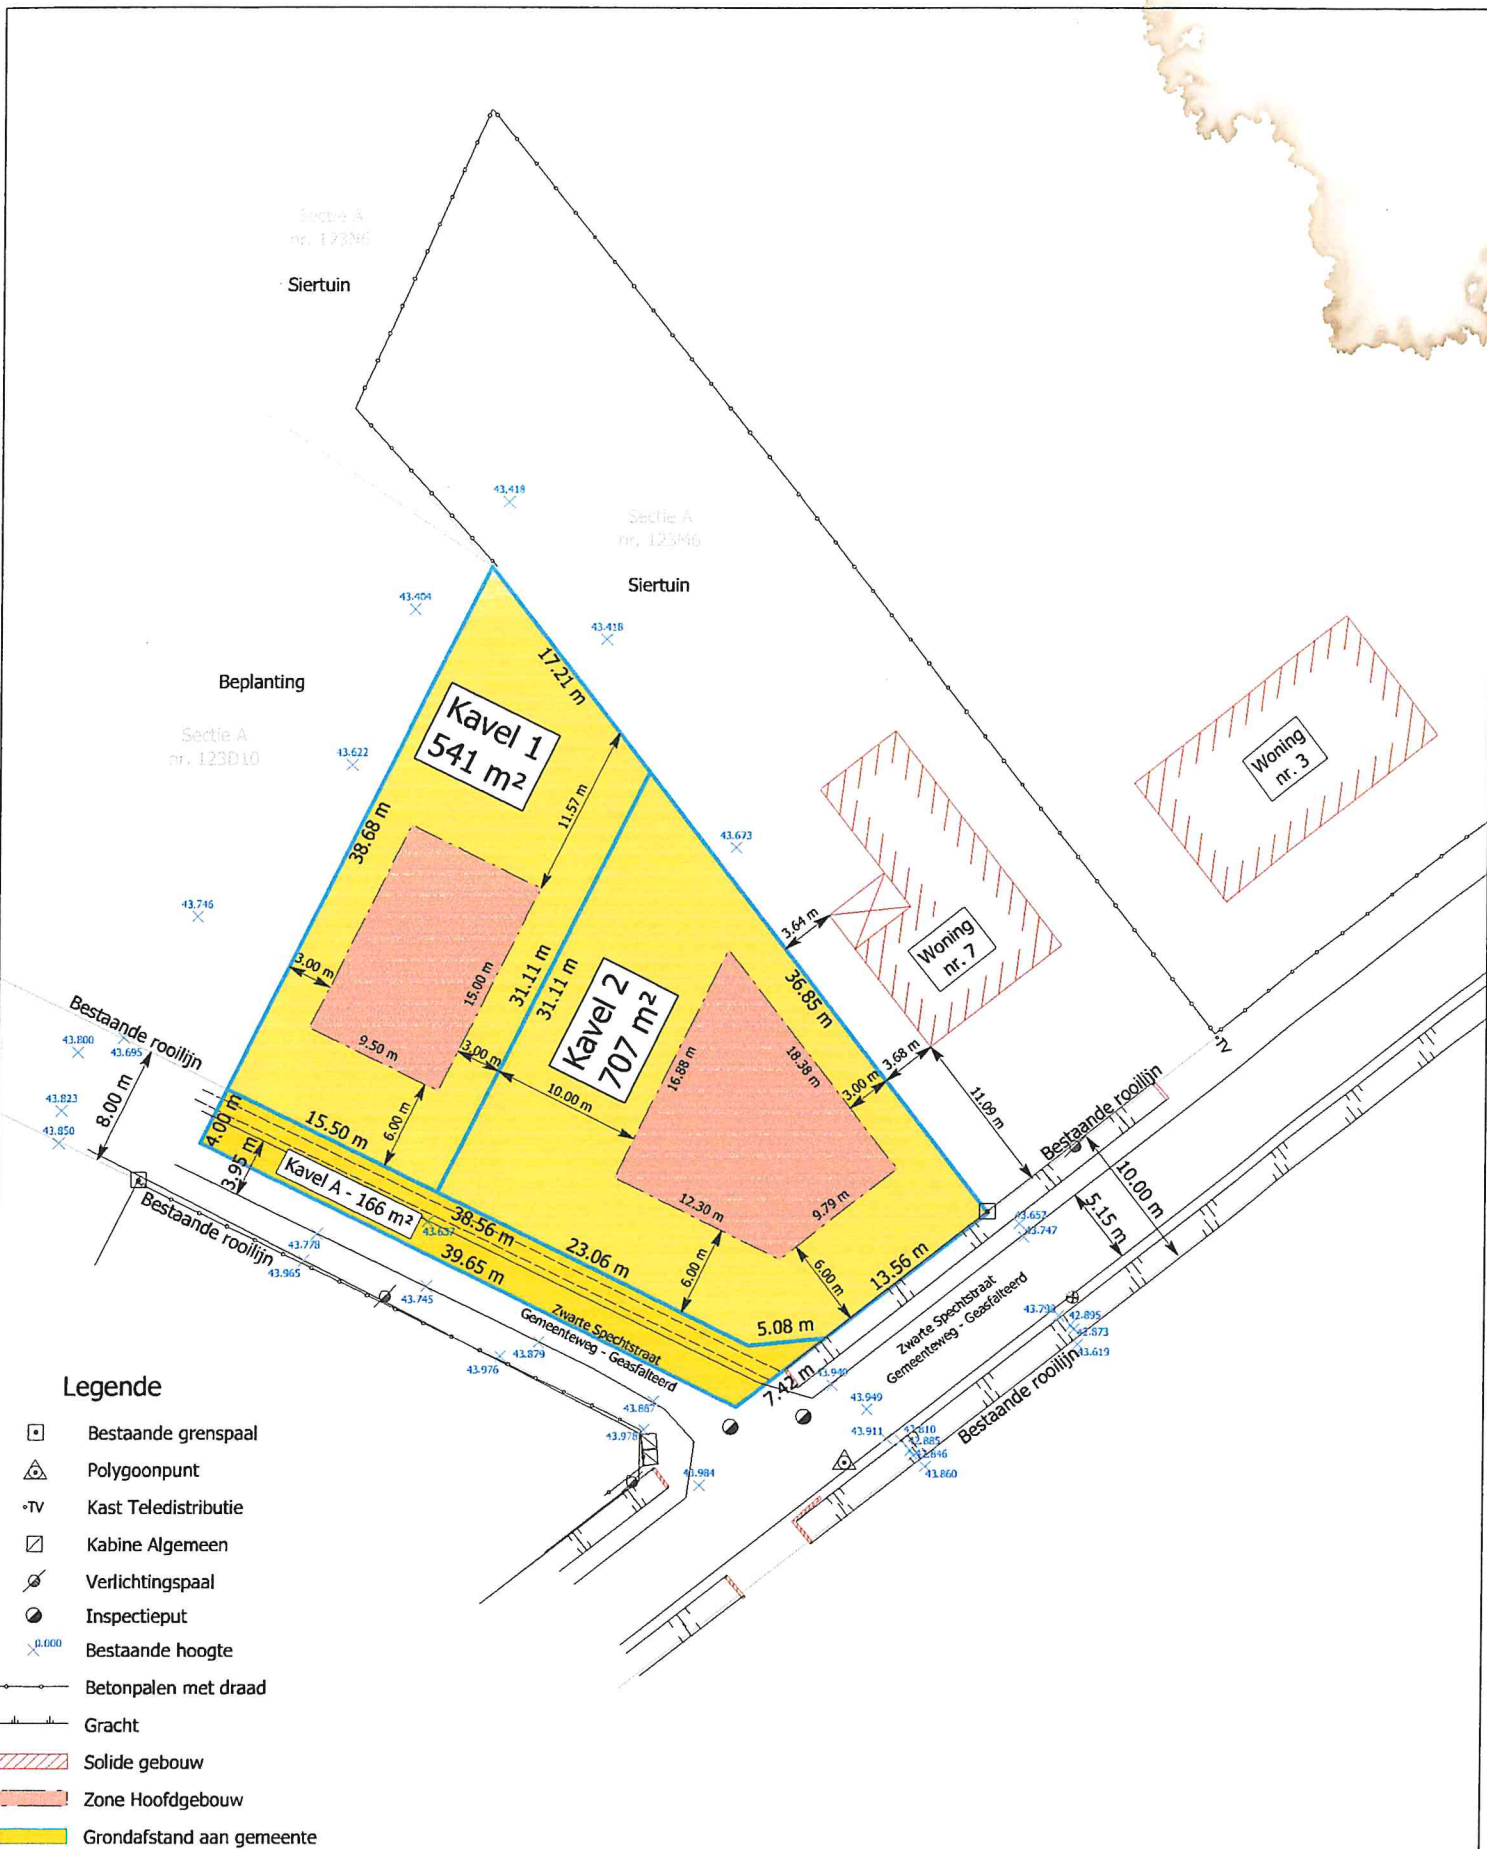 Sectie A
nr. 123N6
Siertuin
43.418
Sectie A
nr. 123M6
Siertuin
43.404
43.418
17.21 m
Beplanting
Sectie A
nr. 123D10
43.622
Kavel 1
541 m²
Woning
nr. 3
11.57 m
38.68 m
43.673
43.746
3.64 m
Woning
nr. 7
3.00 m
15.00 m
31.11 m
31.11 m
36.85 m
Kavel 2
707 m²
Bestaande rooilijn
43.800
43.695
9.50 m
3.00 m
16.88 m
18.38 m
3.68 m
3.00 m
TV
8.00 m
43.823
43.850
10.00 m
11.09 m
Bestaande rooilijn
4.00 m
15.50 m
6.00 m
3.95 m
Kavel A - 166 m²
43.637
12.30 m
9.79 m
10.00 m
5.15 m
Bestaande rooilijn
38.56 m
39.65 m
23.06 m
6.00 m
6.00 m
13.56 m
43.652
43.747
43.778
43.965
43.745
5.08 m
Zwarte Spechtstraat
Gemeenteweg - Geasfalteerd
Zwarte Spechtstraat
Gemeenteweg - Geasfalteerd
42.895
42.873
43.619
43.976
43.879
7.42 m
43.949
Bestaande rooilijn
43.887
43.978
43.911
43.860
43.984
Legende
Bestaande grenspaal
Polygoonpunt
TV Kast Teledistributie
Kabine Algemeen
Verlichtingspaal
Inspectieput
0.000 Bestaande hoogte
Betonpalen met draad
Gracht
Solide gebouw
Zone Hoofdgebouw
Grondafstand aan gemeente